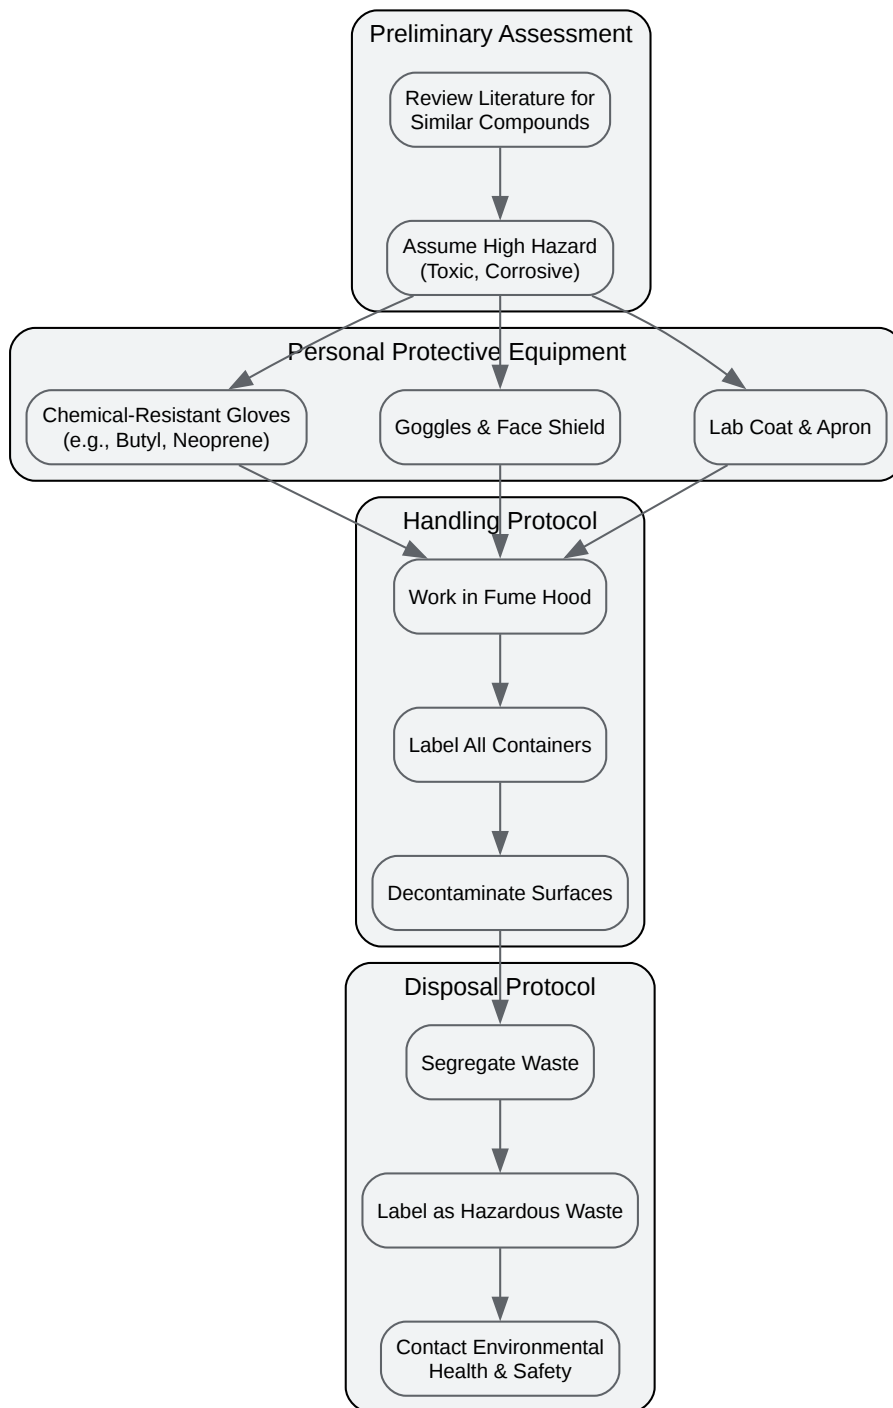 Preliminary Assessment
Review Literature for
Similar Compounds
Assume High Hazard
(Toxic, Corrosive)
Personal Protective Equipment
Chemical-Resistant Gloves
(e.g., Butyl, Neoprene)
Goggles & Face Shield
Lab Coat & Apron
Handling Protocol
Work in Fume Hood
Label All Containers
Decontaminate Surfaces
Disposal Protocol
Segregate Waste
Label as Hazardous Waste
Contact Environmental
Health & Safety